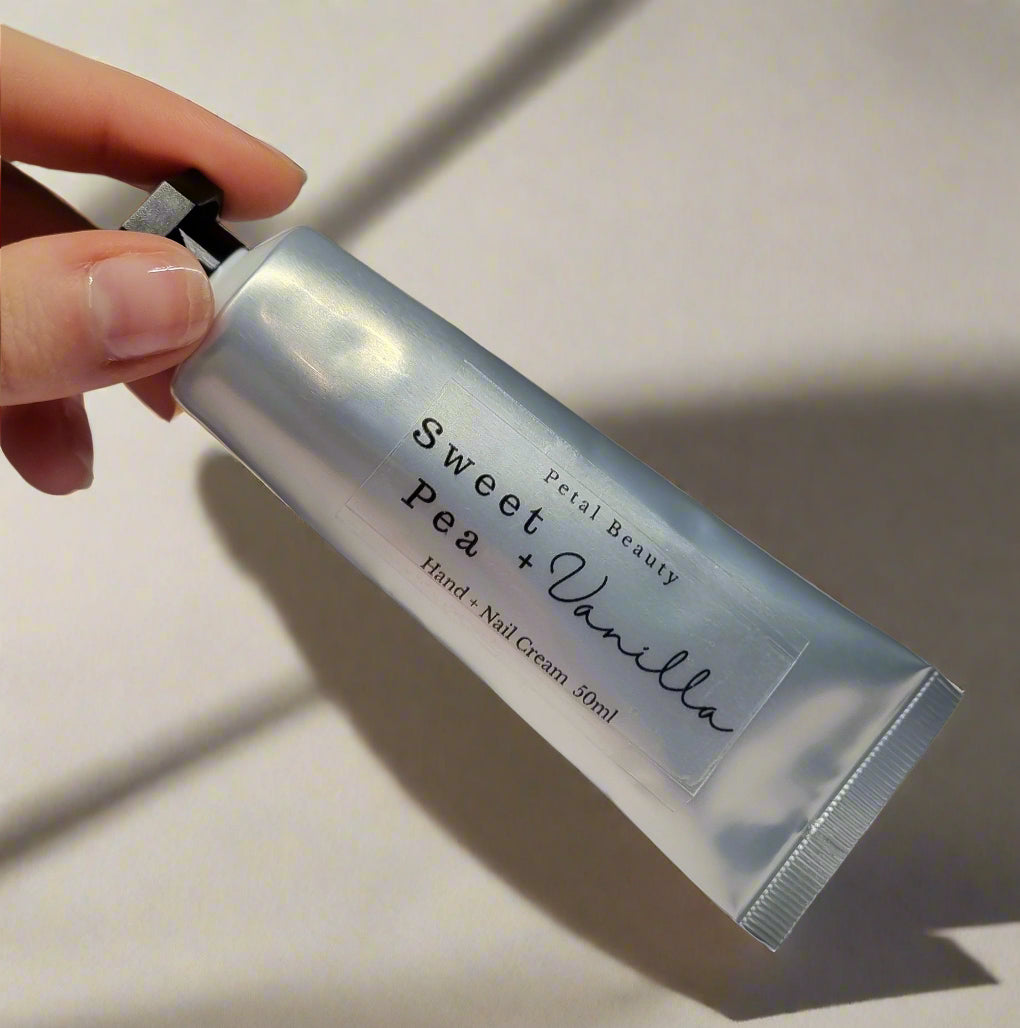 Petal Beauty
Sweet
Pea + Vanilla
Hand + Nail Cream 50ml